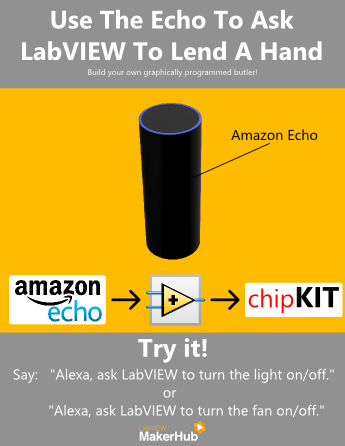 Use The Echo To Ask
LabVIEW To Lend A Hand
Build your own graphically programmed butler!
Amazon Echo
amazon
echo
+
chipKIT
Try it!
Say: "Alexa, ask LabVIEW to turn the light on/off."
or
"Alexa, ask LabVIEW to turn the fan on/off."
LabVIEW
MakerHub